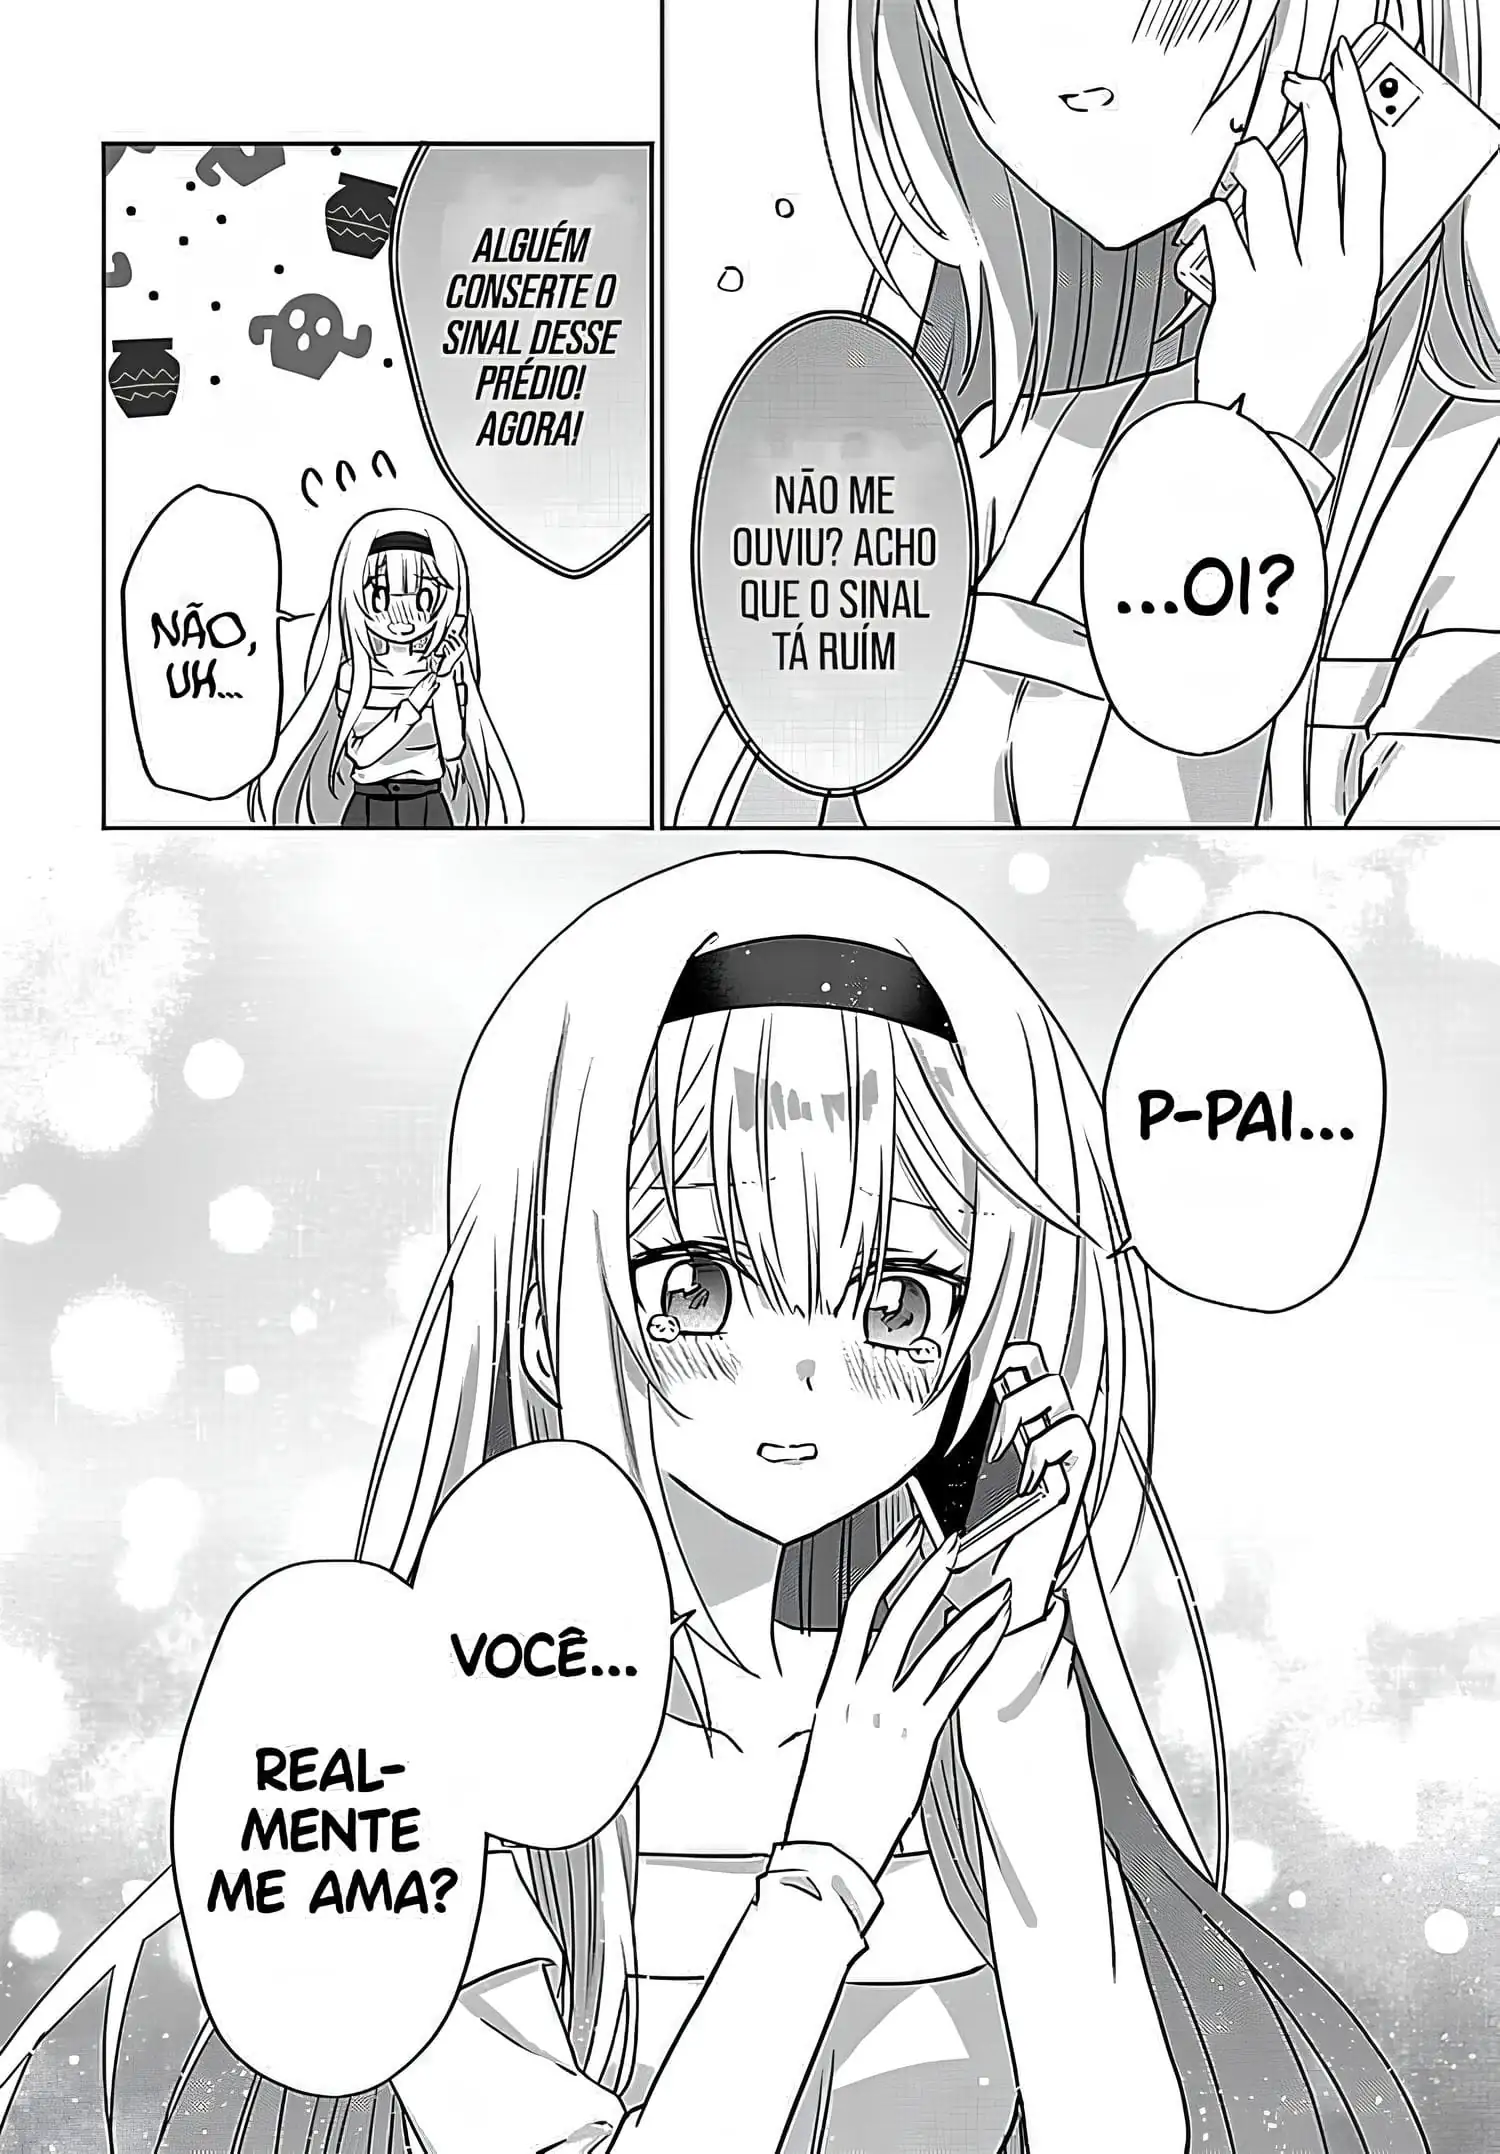 ...OI?
NÃO ME
OUVIU? ACHO
QUE O SINAL
TÁ RUÍM
ALGUÉM
CONSERTE O
SINAL DESSE
PRÉDIO!
AGORA!
NÃO,
UH...
P-PAI...
VOCÊ...
REAL-
MENTE
ME AMA?